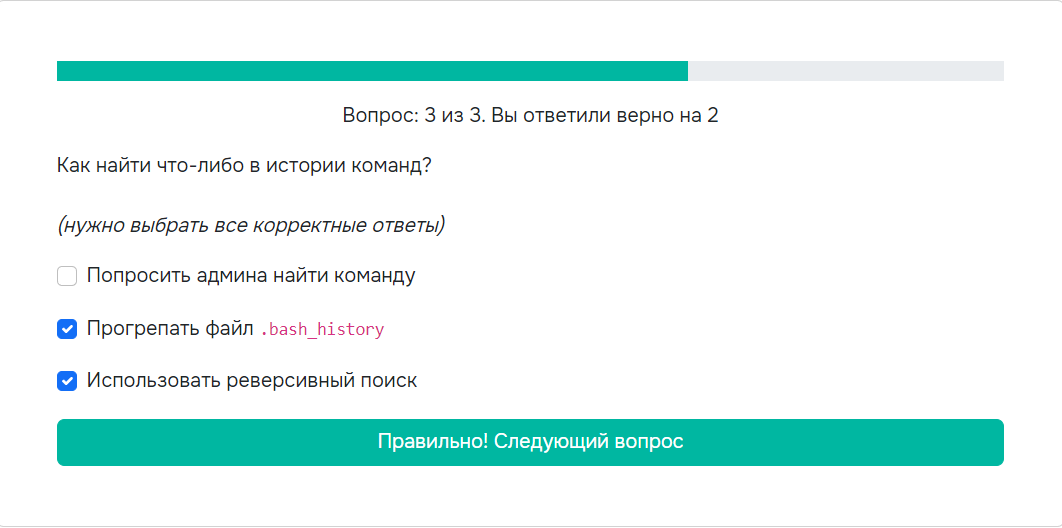 Вопрос: 3 из 3. Вы ответили верно на 2
Как найти что-либо в истории команд?
(нужно выбрать все корректные ответы)
Попросить админа найти команду
Прогрепать файл .bash_history
Использовать реверсивный поиск
Правильно! Следующий вопрос